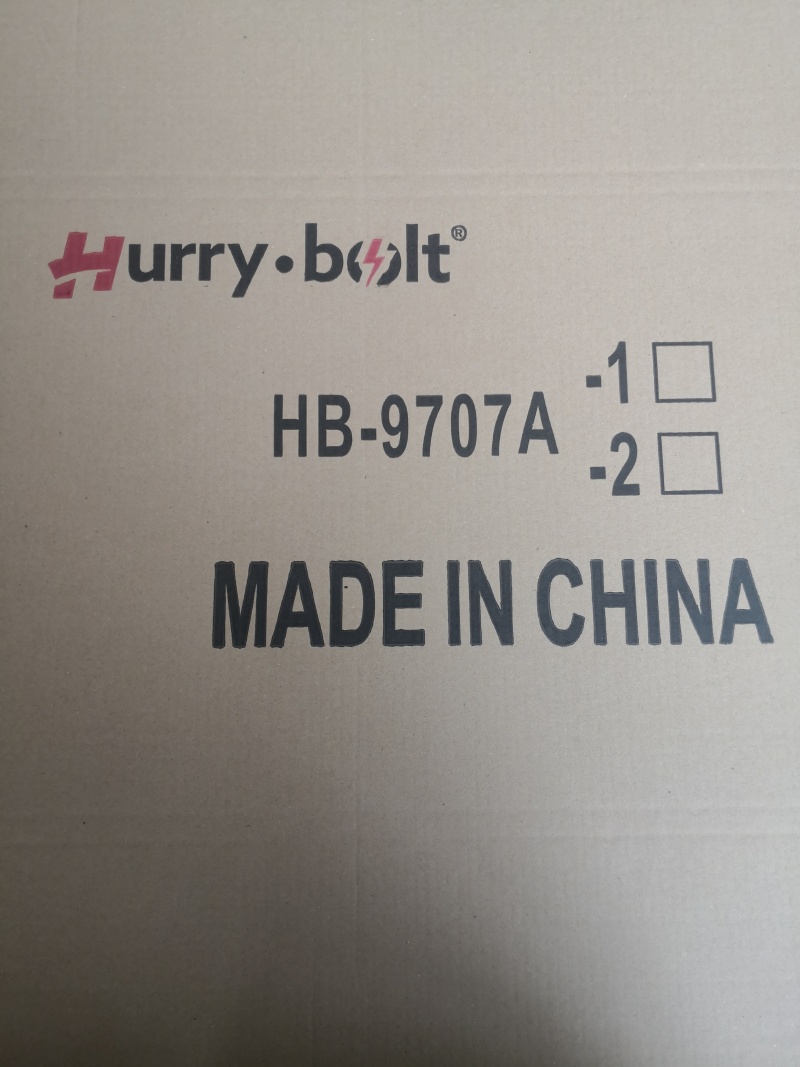 Hurry·bolt®
-1
HB-9707A
-2
MADE IN CHINA